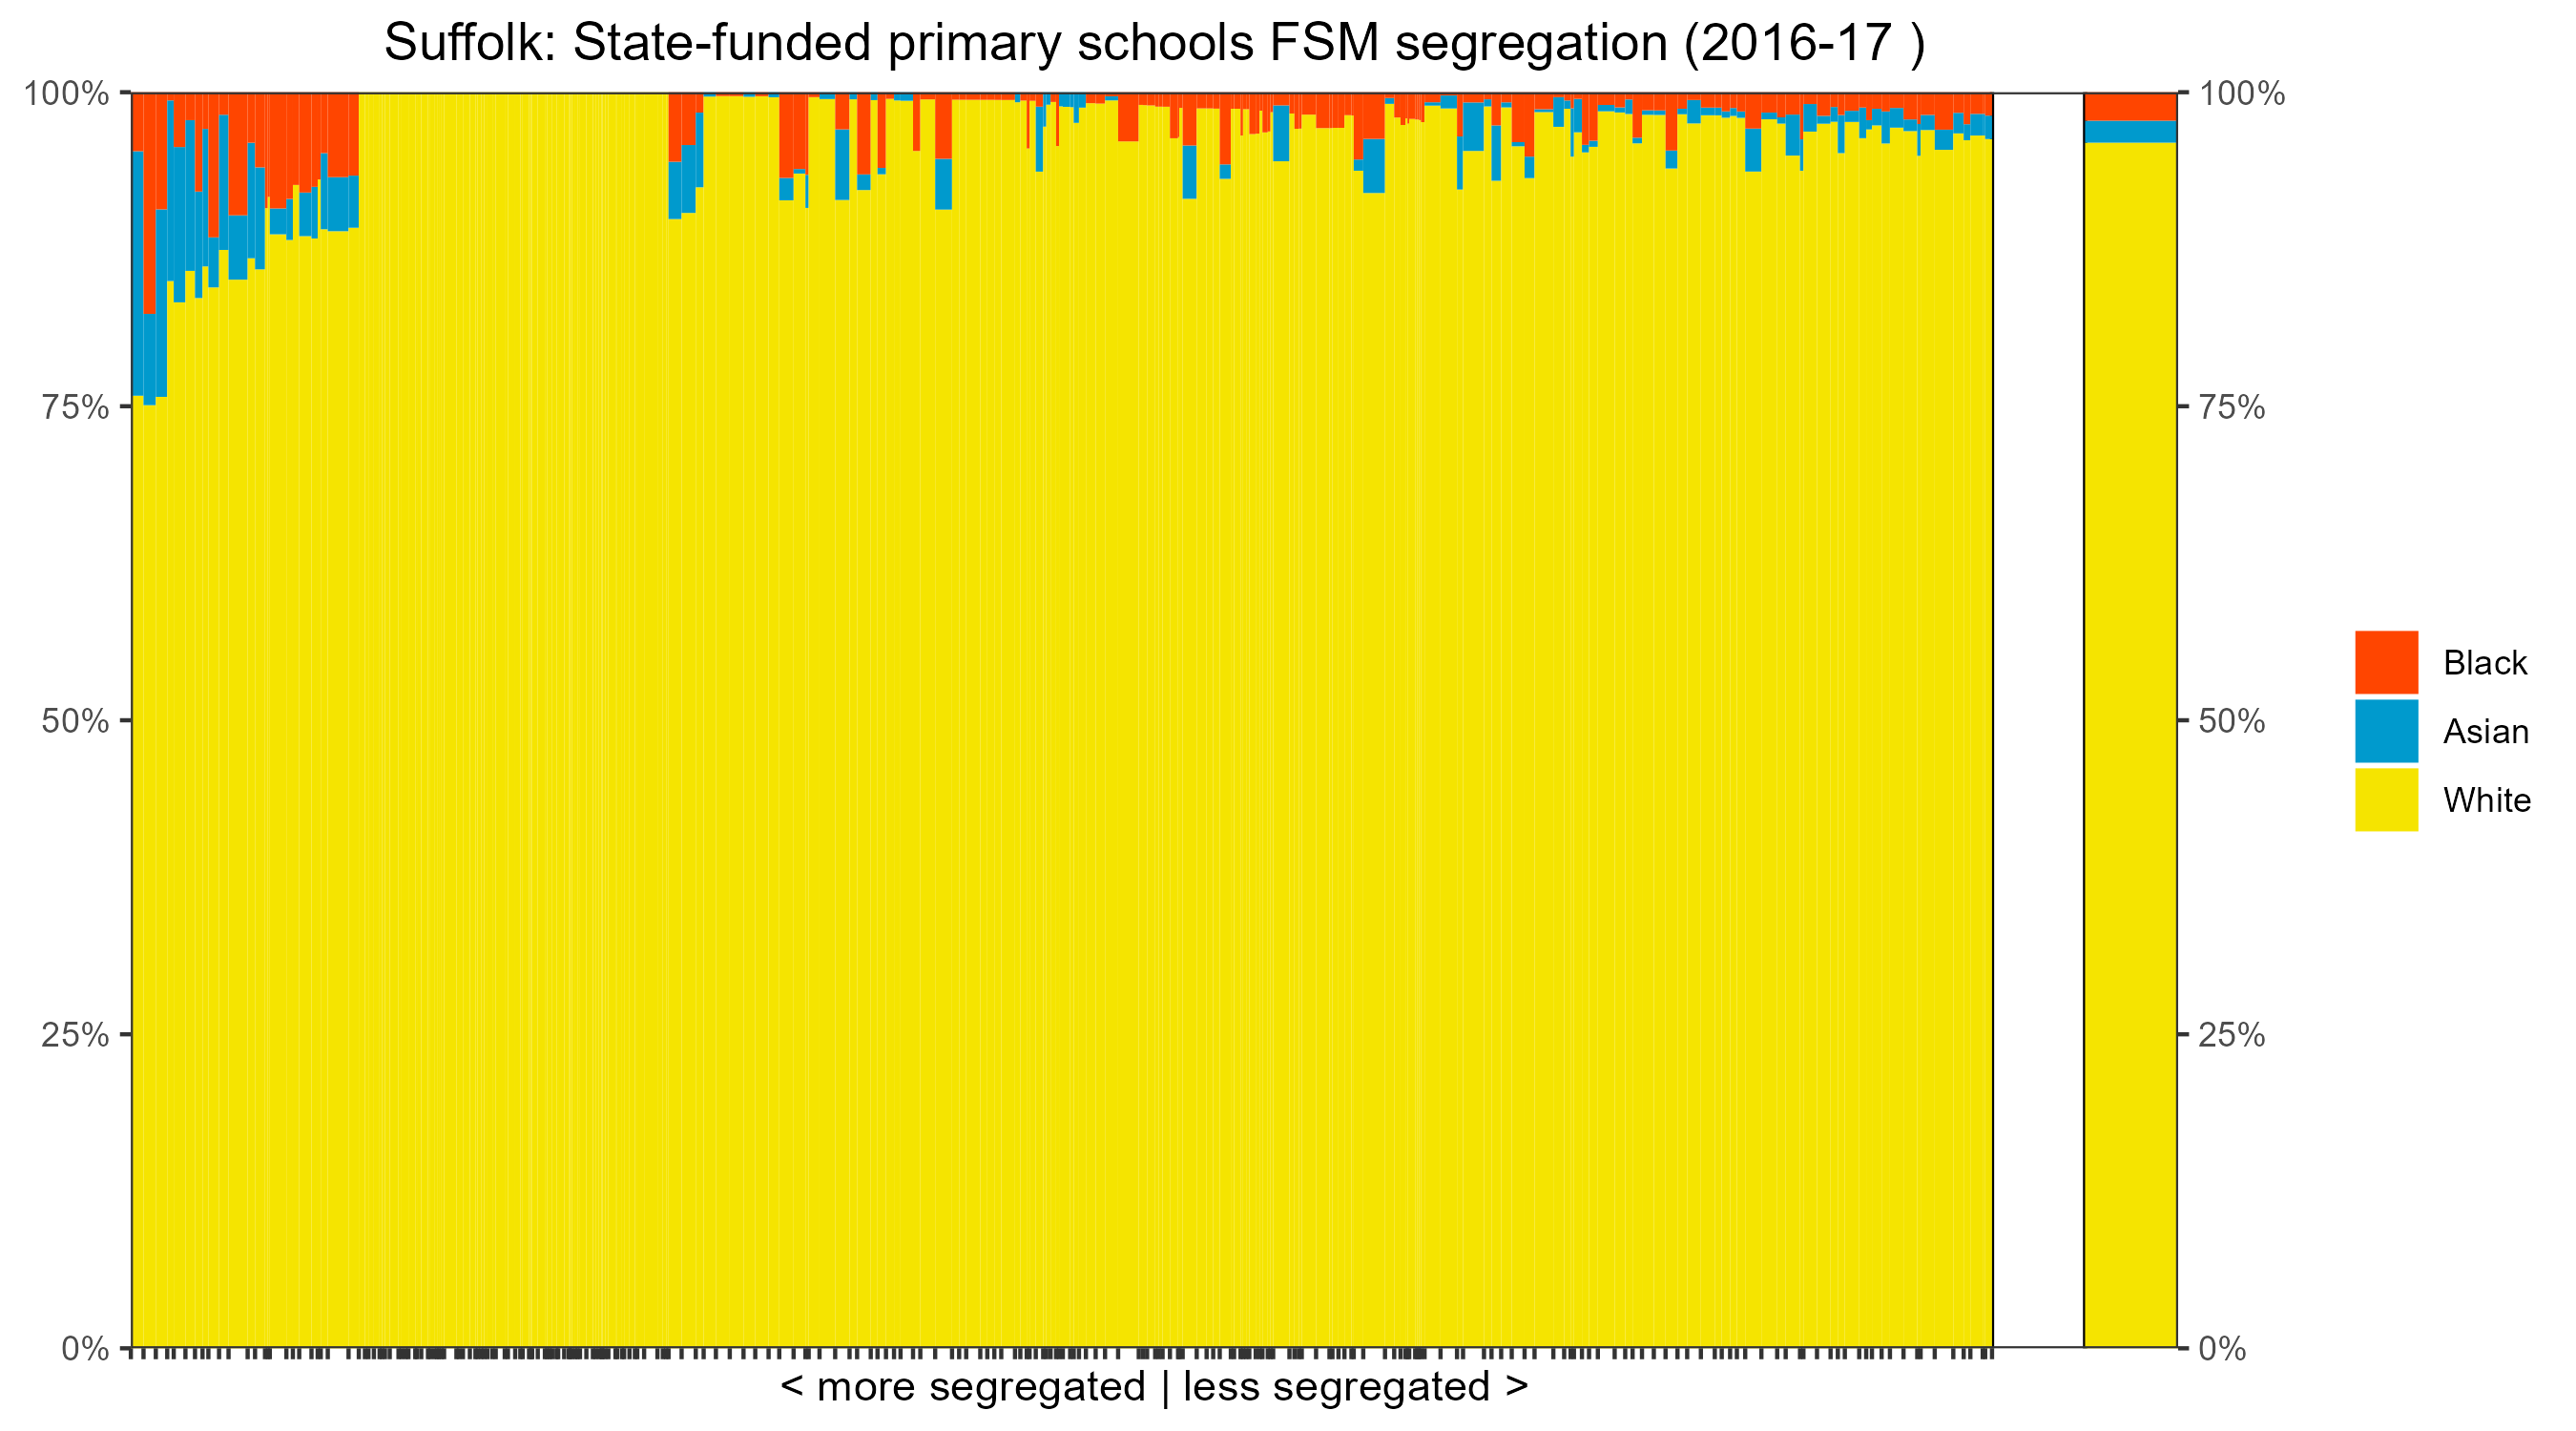 Suffolk: State-funded primary schools FSM segregation (2016-17 )
100%
100%
75%
75%
50%
50%
25%
25%
0%
0%
Black
Asian
White
< more segregated | less segregated >